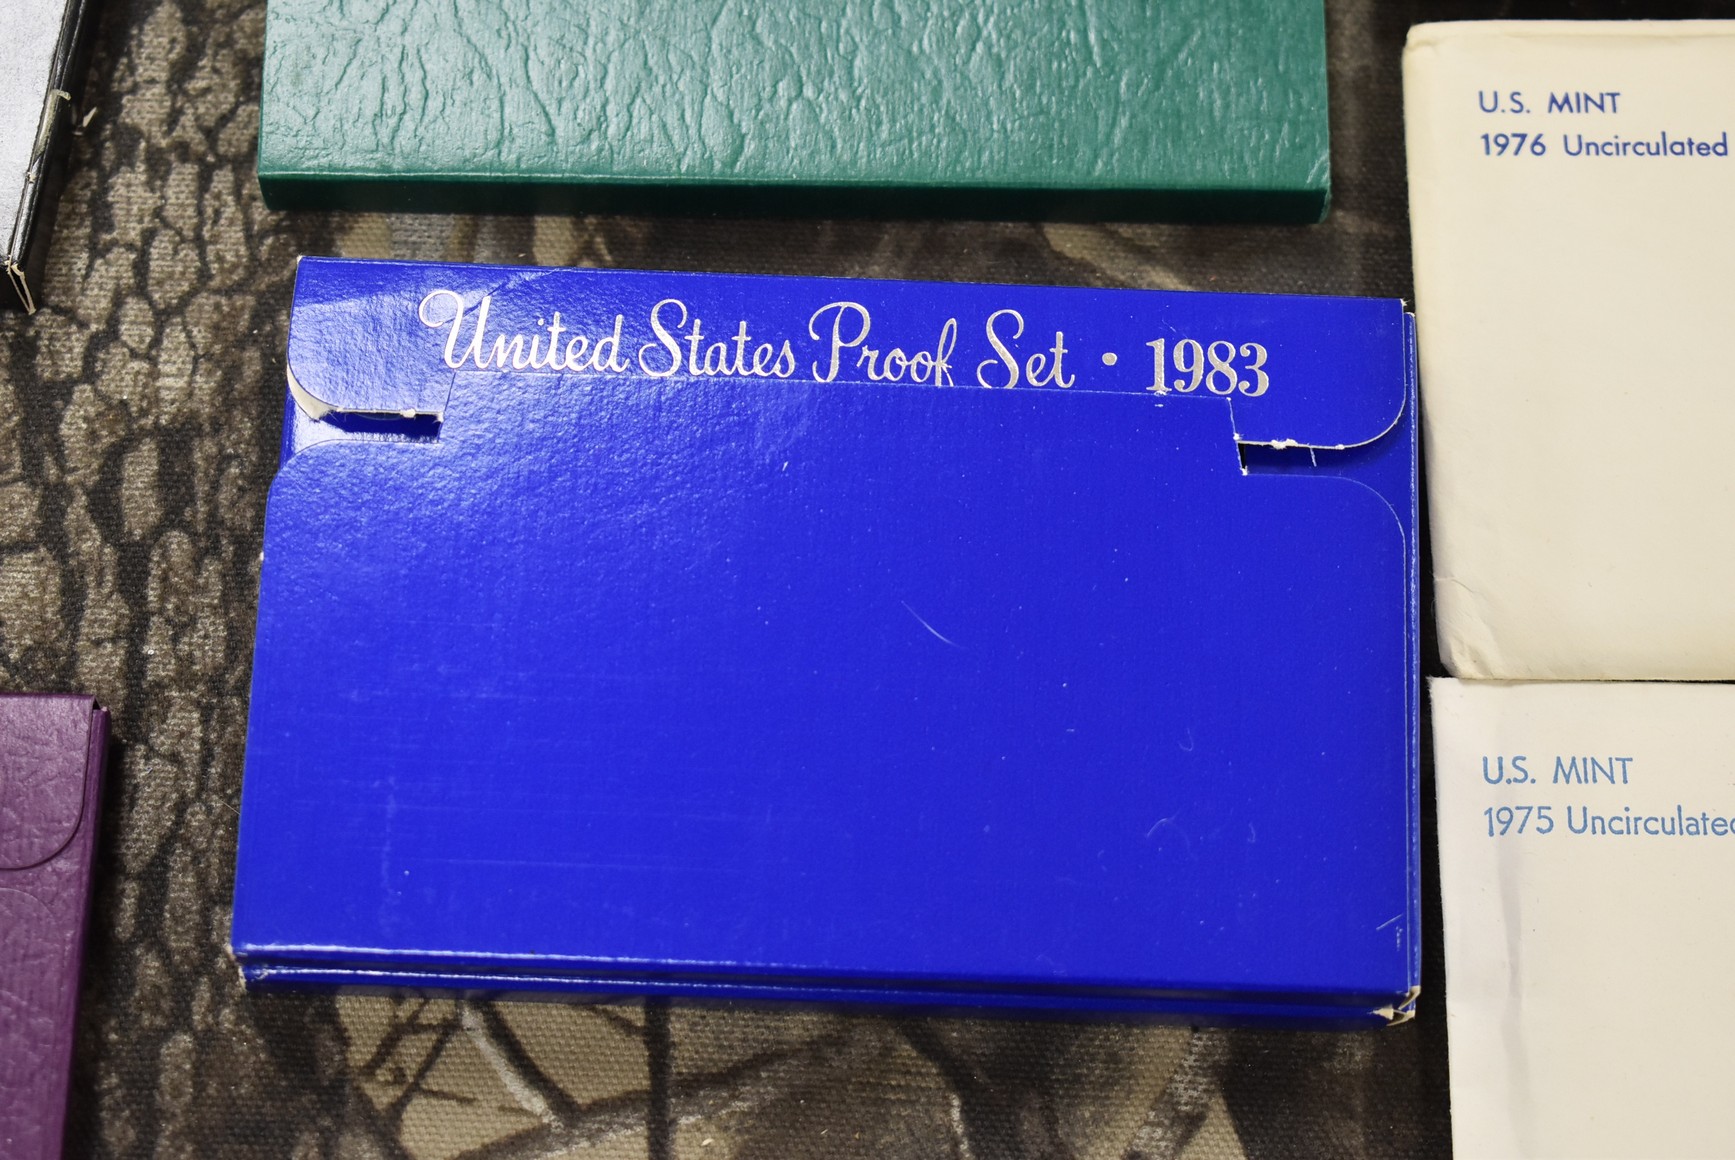 United States Proof Set • 1983
U.S. MINT
1976 Uncirculated
U.S. MINT
1975 Uncirculated